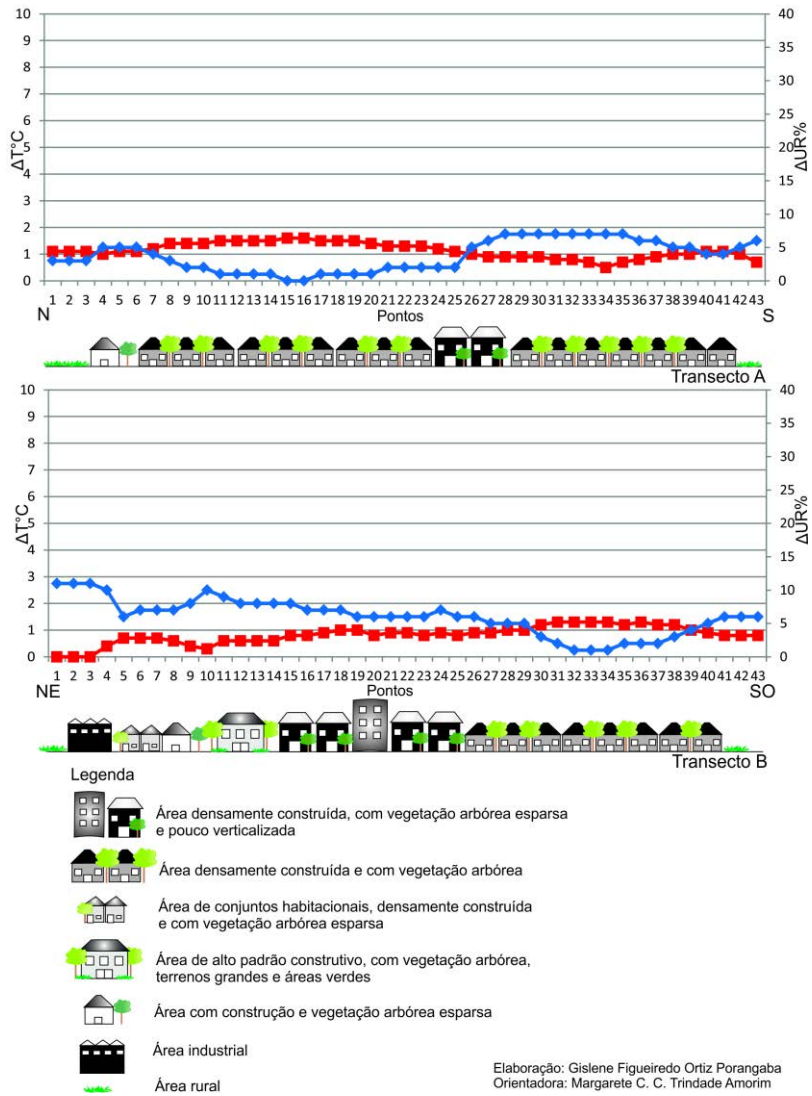 10 40
9 35
8 30
7
6 25
5 20
4 15
3
2 10
1 5
0 0
ΔT°C
ΔUR%
1 2 3 4 5 6 7 8 9 10 11 12 13 14 15 16 17 18 19 20 21 22 23 24 25 26 27 28 29 30 31 32 33 34 35 36 37 38 39 40 41 42 43
N Pontos S
Transecto A
10 40
9 35
8 30
7
6 25
5 20
4 15
3
2 10
1 5
0 0
ΔT°C
ΔUR%
1 2 3 4 5 6 7 8 9 10 11 12 13 14 15 16 17 18 19 20 21 22 23 24 25 26 27 28 29 30 31 32 33 34 35 36 37 38 39 40 41 42 43
NE Pontos SO
Transecto B
Legenda
Área densamente construída, com vegetação arbórea esparsa
e pouco verticalizada
Área densamente construída e com vegetação arbórea
Área de conjuntos habitacionais, densamente construída
e com vegetação arbórea esparsa
Área de alto padrão construtivo, com vegetação arbórea,
terrenos grandes e áreas verdes
Área com construção e vegetação arbórea esparsa
Área industrial
Área rural
Elaboração: Gislene Figueiredo Ortiz Porangaba
Orientadora: Margarete C. C. Trindade Amorim